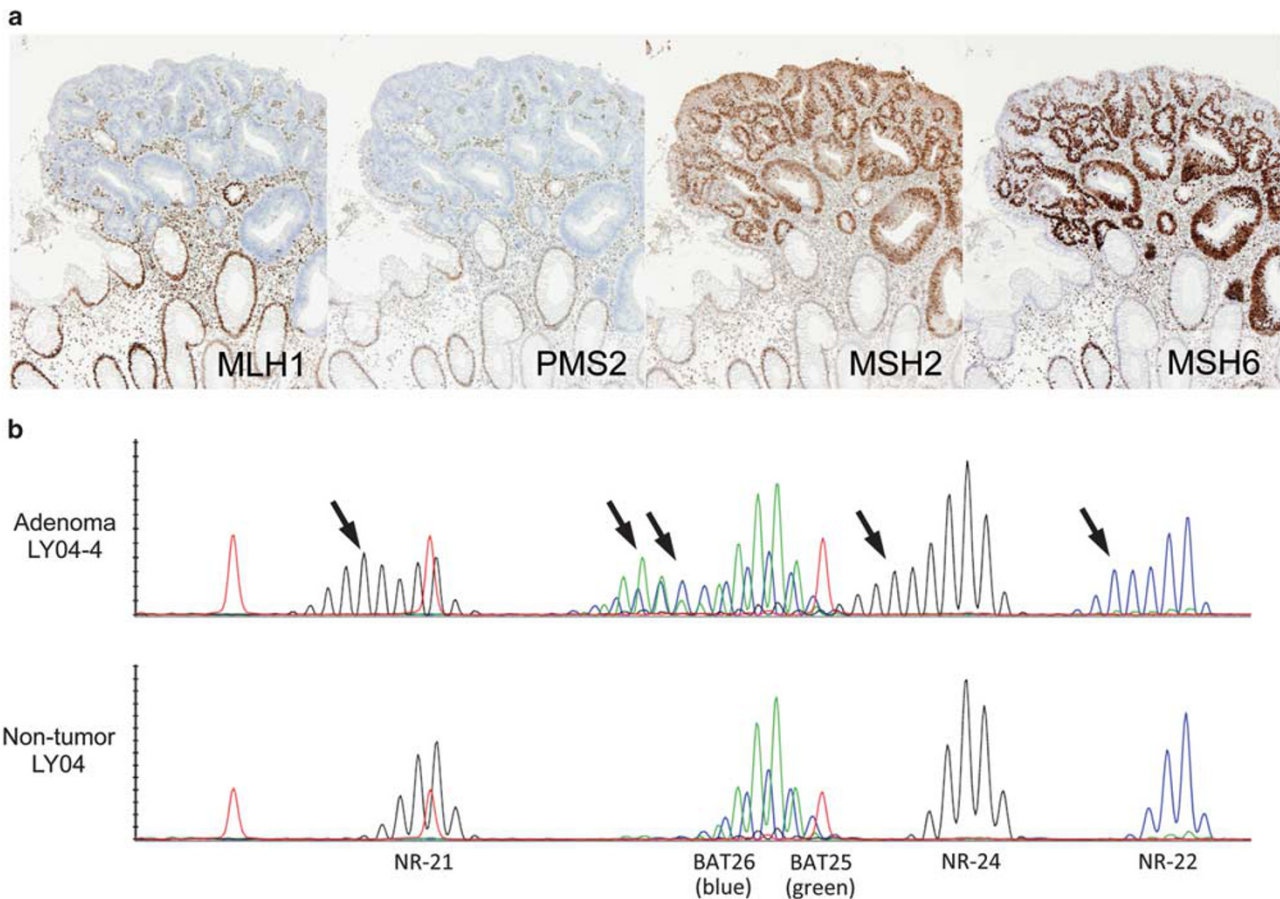 a
MLH1
PMS2
MSH2
MSH6
b
Adenoma
LY04-4
Non-tumor
LY04
NR-21
BAT26
(blue)
BAT25
(green)
NR-24
NR-22